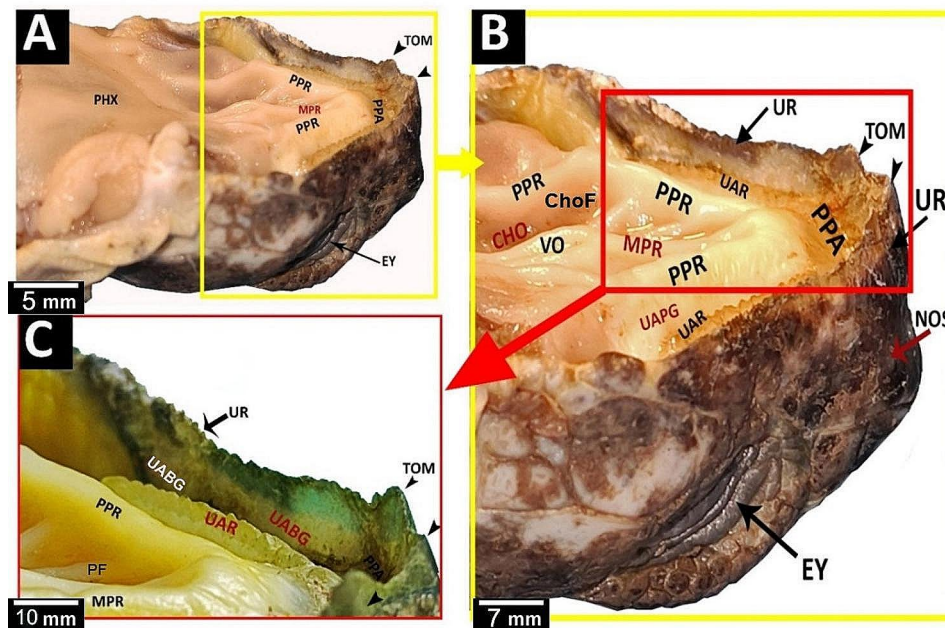 A
TOM
PPR
PHX
MPR
PPA
PPR
EY
5 mm
B
UR
TOM
UAR
PPR
PPR
ChoF
UR
PPA
CHO
VO
MPR
PPR
UAPG
UAR
NOS
EY
7 mm
C
UR
UABG
TOM
PPR
UAR
UABG
PPA
PF
MPR
10 mm